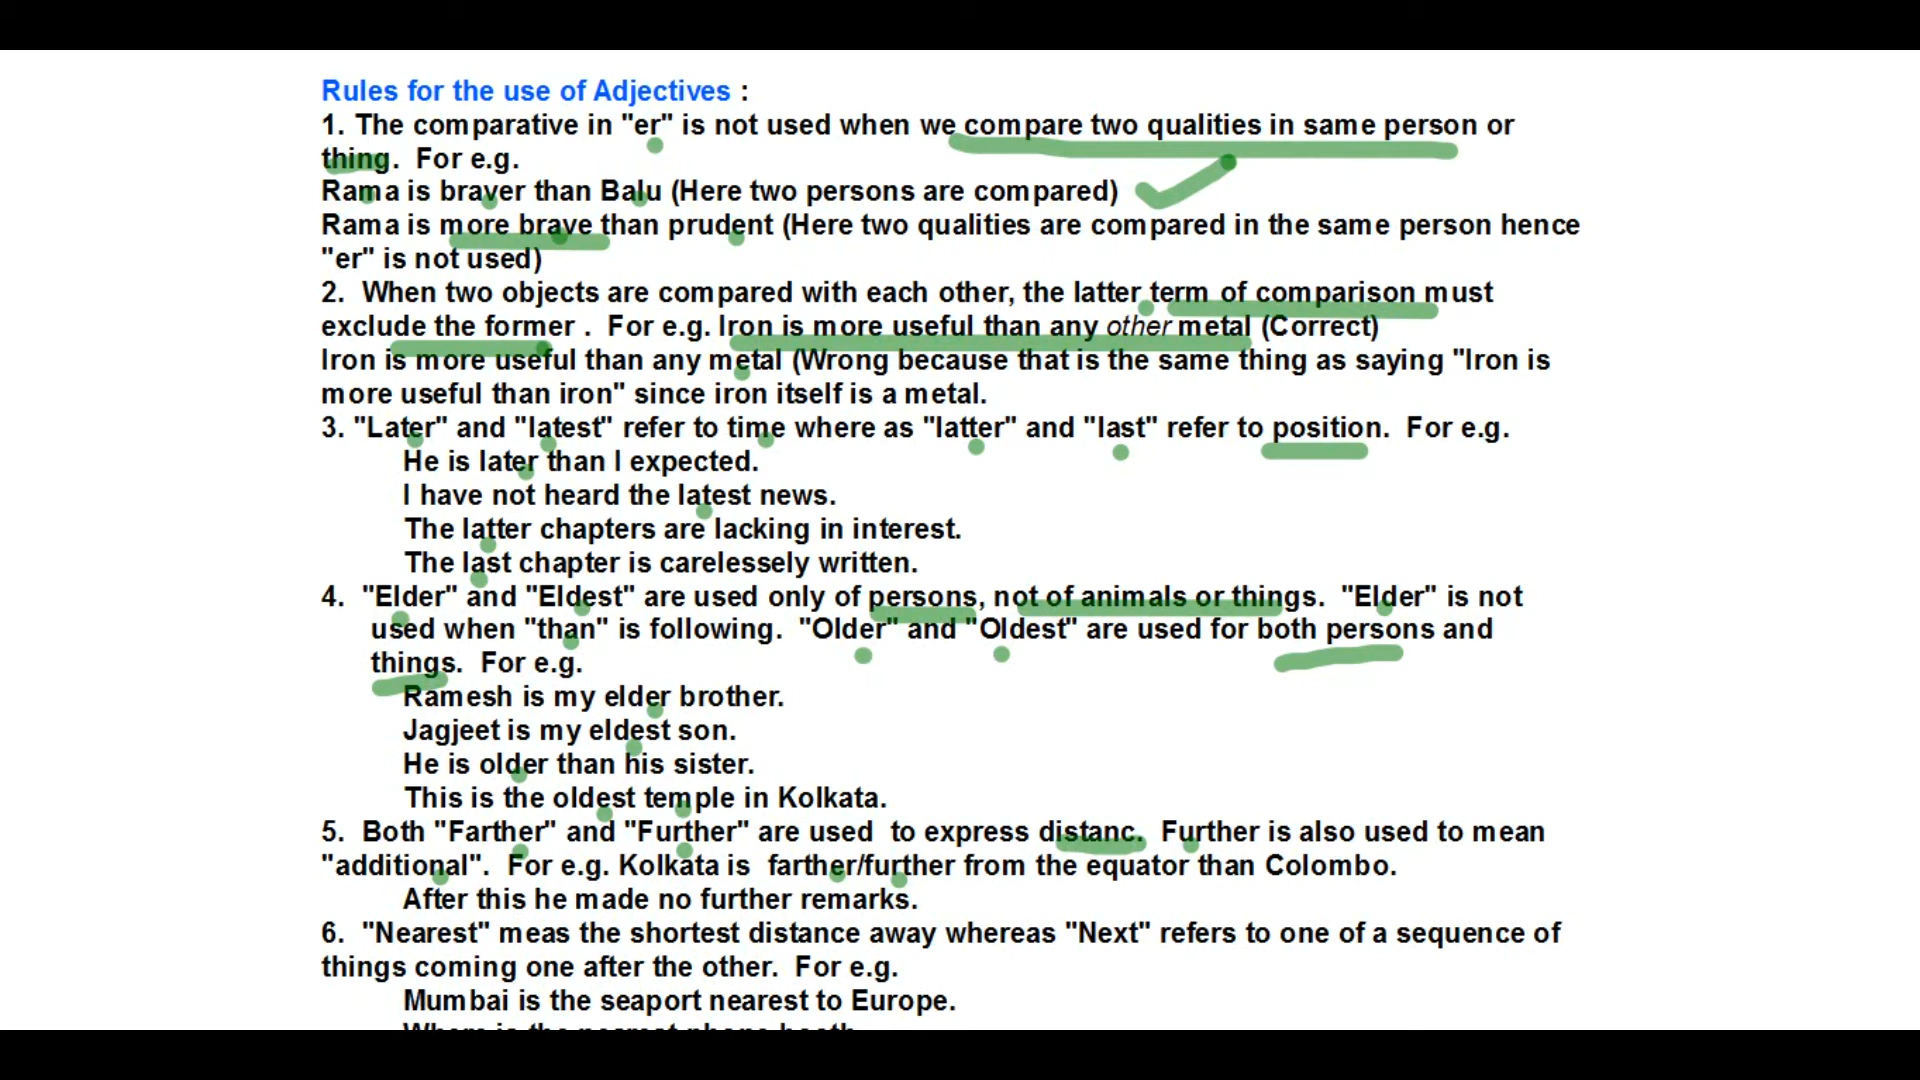 Rules for the use of Adjectives :
1. The comparative in "er" is not used when we compare two qualities in same person or
thing.  For e.g.
Rama is braver than Balu (Here two persons are compared)
Rama is more brave than prudent (Here two qualities are compared in the same person hence
"er" is not used)
2.  When two objects are compared with each other, the latter term of comparison must
exclude the former .  For e.g. Iron is more useful than any other metal (Correct)
Iron is more useful than any metal (Wrong because that is the same thing as saying "Iron is
more useful than iron" since iron itself is a metal.
3. "Later" and "latest" refer to time where as "latter" and "last" refer to position.  For e.g.
He is later than I expected.
I have not heard the latest news.
The latter chapters are lacking in interest.
The last chapter is carelessely written.
4.  "Elder" and "Eldest" are used only of persons, not of animals or things.  "Elder" is not
used when "than" is following.  "Older" and "Oldest" are used for both persons and
things.  For e.g.
Ramesh is my elder brother.
Jagjeet is my eldest son.
He is older than his sister.
This is the oldest temple in Kolkata.
5.  Both "Farther" and "Further" are used  to express distanc.  Further is also used to mean
"additional".  For e.g. Kolkata is  farther/further from the equator than Colombo.
After this he made no further remarks.
6.  "Nearest" meas the shortest distance away whereas "Next" refers to one of a sequence of
things coming one after the other.  For e.g.
Mumbai is the seaport nearest to Europe.